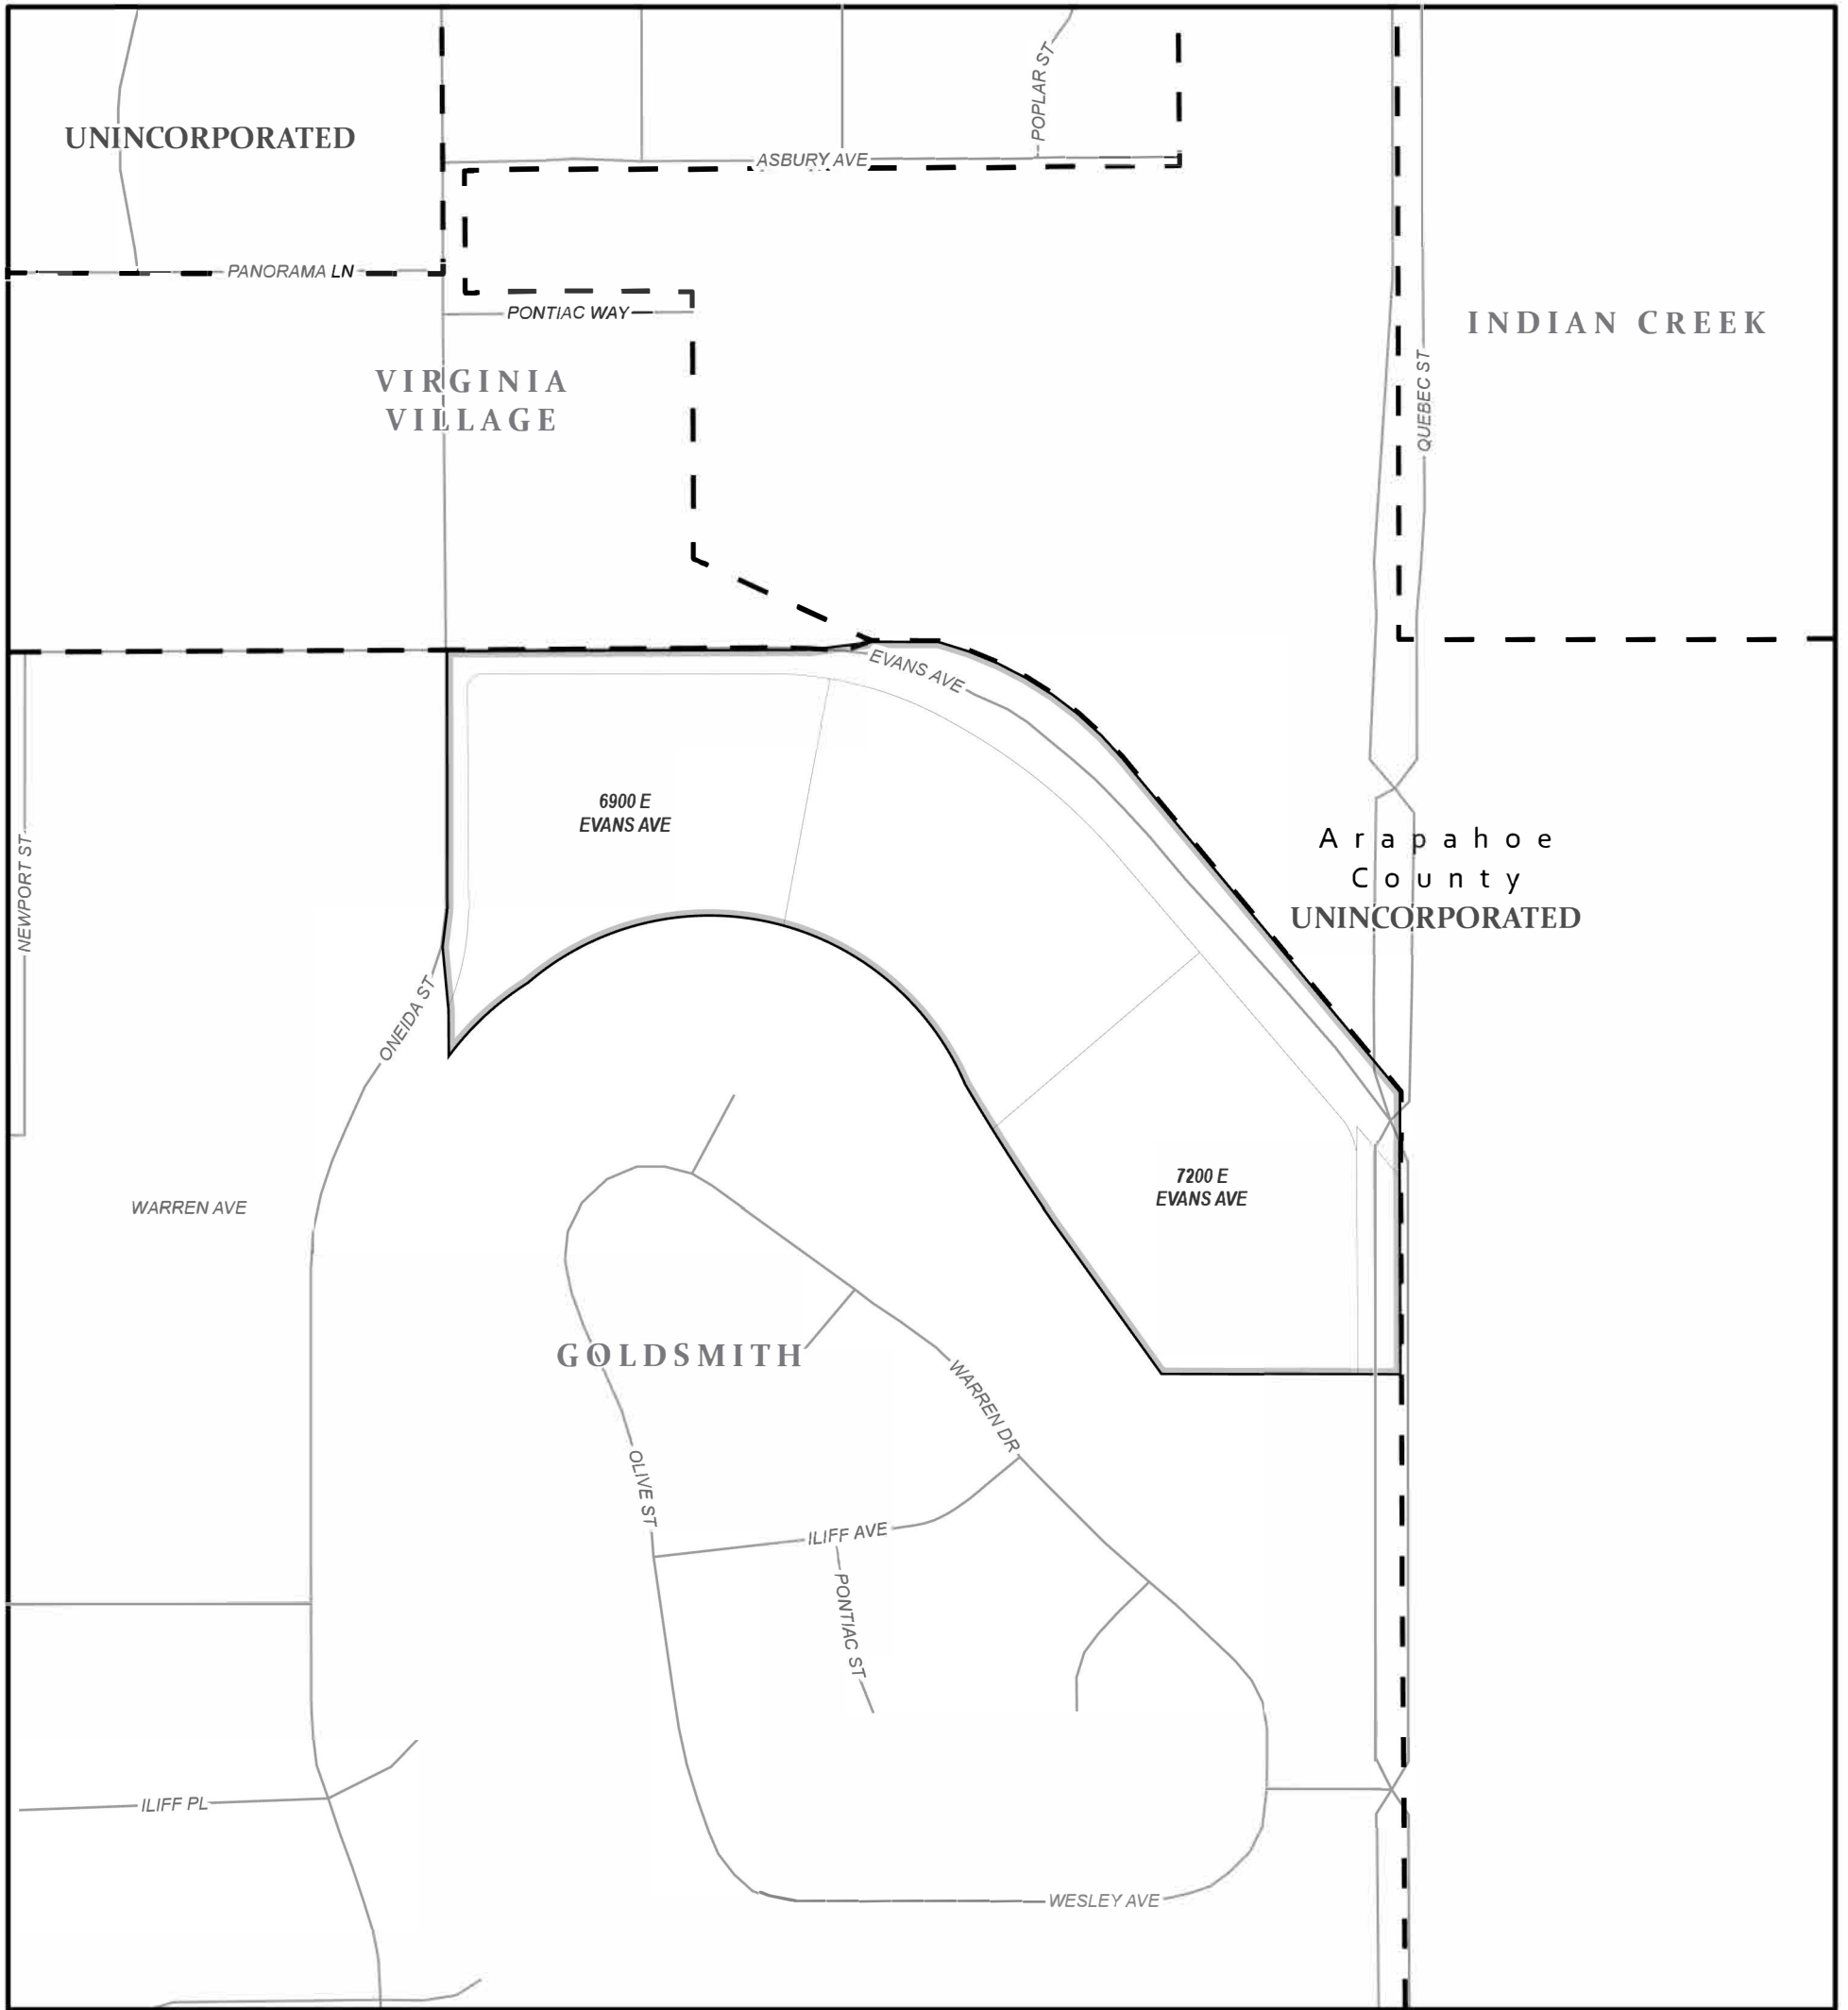 POPLAR ST
UNINCORPORATED
ASBURY AVE
PANORAMA LN
PONTIAC WAY
INDIAN CREEK
VIRGINIA
VILLAGE
QUEBEC ST
EVANS AVE
6900 E
EVANS AVE
Arapahoe
County
UNINCORPORATED
NEWPORT ST
ONEIDA ST
7200 E
EVANS AVE
WARREN AVE
GOLDSMITH
WARREN DR
OLIVE ST
ILIFF AVE
PONTIAC ST
ILIFF PL
WESLEY AVE